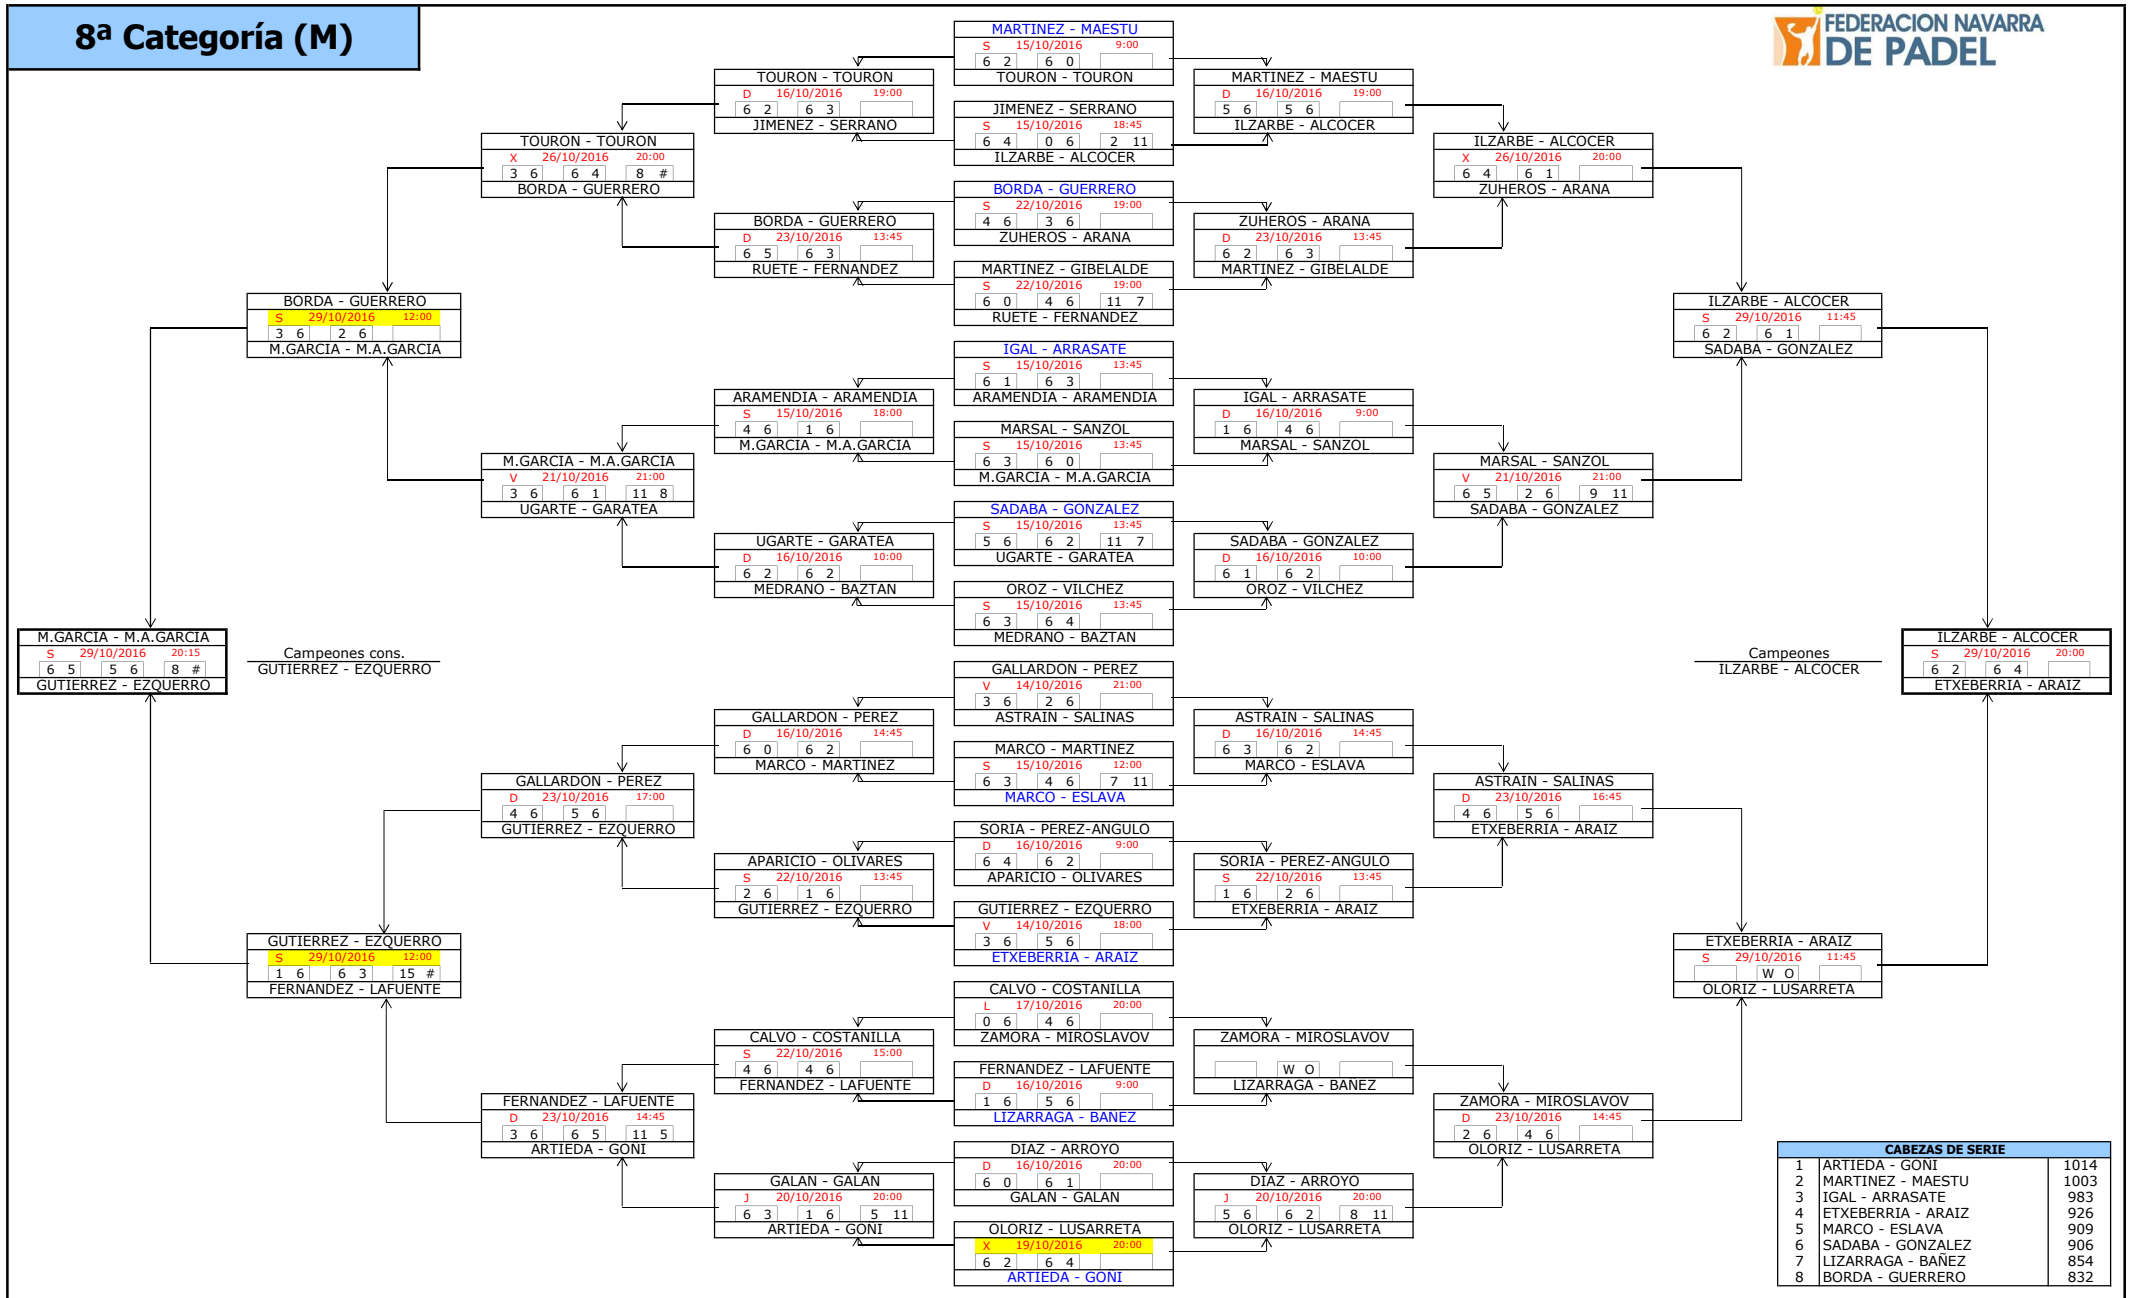 8ª Categoría (M)
FEDERACION NAVARRA
DE PADEL
MARTINEZ - MAESTU
S 15/10/2016 9:00
6 2 6 0
TOURON - TOURON
JIMENEZ - SERRANO
S 15/10/2016 18:45
6 4 0 6 2 11
ILZARBE - ALCOCER
BORDA - GUERRERO
S 22/10/2016 19:00
4 6 3 6
ZUHEROS - ARANA
MARTINEZ - GIBELALDE
S 22/10/2016 19:00
6 0 4 6 11 7
RUETE - FERNANDEZ
IGAL - ARRASATE
S 15/10/2016 13:45
6 1 6 3
ARAMENDIA - ARAMENDIA
MARSAL - SANZOL
S 15/10/2016 13:45
6 3 6 0
M.GARCIA - M.A.GARCIA
SADABA - GONZALEZ
S 15/10/2016 13:45
5 6 6 2 11 7
UGARTE - GARATEA
OROZ - VILCHEZ
S 15/10/2016 13:45
6 3 6 4
MEDRANO - BAZTAN
GALLARDON - PEREZ
V 14/10/2016 21:00
3 6 2 6
ASTRAIN - SALINAS
MARCO - MARTINEZ
S 15/10/2016 12:00
6 3 4 6 7 11
MARCO - ESLAVA
SORIA - PEREZ-ANGULO
D 16/10/2016 9:00
6 4 6 2
APARICIO - OLIVARES
GUTIERREZ - EZQUERRO
V 14/10/2016 18:00
3 6 5 6
ETXEBERRIA - ARAIZ
CALVO - COSTANILLA
L 17/10/2016 20:00
0 6 4 6
ZAMORA - MIROSLAVOV
FERNANDEZ - LAFUENTE
D 16/10/2016 9:00
1 6 5 6
LIZARRAGA - BAÑEZ
DIAZ - ARROYO
D 16/10/2016 20:00
6 0 6 1
GALAN - GALAN
OLORIZ - LUSARRETA
X 19/10/2016 20:00
6 2 6 4
ARTIEDA - GOÑI
TOURON - TOURON
D 16/10/2016 19:00
6 2 6 3
JIMENEZ - SERRANO
BORDA - GUERRERO
D 23/10/2016 13:45
6 5 6 3
RUETE - FERNANDEZ
ARAMENDIA - ARAMENDIA
S 15/10/2016 18:00
4 6 1 6
M.GARCIA - M.A.GARCIA
UGARTE - GARATEA
D 16/10/2016 10:00
6 2 6 2
MEDRANO - BAZTAN
GALLARDON - PEREZ
D 16/10/2016 14:45
6 0 6 2
MARCO - MARTINEZ
APARICIO - OLIVARES
S 22/10/2016 13:45
2 6 1 6
GUTIERREZ - EZQUERRO
CALVO - COSTANILLA
S 22/10/2016 15:00
4 6 4 6
FERNANDEZ - LAFUENTE
GALAN - GALAN
J 20/10/2016 20:00
6 3 1 6 5 11
ARTIEDA - GOÑI
TOURON - TOURON
X 26/10/2016 20:00
3 6 6 4 8 #
BORDA - GUERRERO
M.GARCIA - M.A.GARCIA
V 21/10/2016 21:00
3 6 6 1 11 8
UGARTE - GARATEA
GALLARDON - PEREZ
D 23/10/2016 17:00
4 6 5 6
GUTIERREZ - EZQUERRO
FERNANDEZ - LAFUENTE
D 23/10/2016 14:45
3 6 6 5 11 5
ARTIEDA - GOÑI
BORDA - GUERRERO
S 29/10/2016 12:00
3 6 2 6
M.GARCIA - M.A.GARCIA
GUTIERREZ - EZQUERRO
S 29/10/2016 12:00
1 6 6 3 15 #
FERNANDEZ - LAFUENTE
M.GARCIA - M.A.GARCIA
S 29/10/2016 20:15
6 5 5 6 8 #
GUTIERREZ - EZQUERRO
Campeones cons.
GUTIERREZ - EZQUERRO
MARTINEZ - MAESTU
D 16/10/2016 19:00
5 6 5 6
ILZARBE - ALCOCER
ZUHEROS - ARANA
D 23/10/2016 13:45
6 2 6 3
MARTINEZ - GIBELALDE
IGAL - ARRASATE
D 16/10/2016 9:00
1 6 4 6
MARSAL - SANZOL
SADABA - GONZALEZ
D 16/10/2016 10:00
6 1 6 2
OROZ - VILCHEZ
ASTRAIN - SALINAS
D 16/10/2016 14:45
6 3 6 2
MARCO - ESLAVA
SORIA - PEREZ-ANGULO
S 22/10/2016 13:45
1 6 2 6
ETXEBERRIA - ARAIZ
ZAMORA - MIROSLAVOV
W O
LIZARRAGA - BAÑEZ
DIAZ - ARROYO
J 20/10/2016 20:00
5 6 6 2 8 11
OLORIZ - LUSARRETA
ILZARBE - ALCOCER
X 26/10/2016 20:00
6 4 6 1
ZUHEROS - ARANA
MARSAL - SANZOL
V 21/10/2016 21:00
6 5 2 6 9 11
SADABA - GONZALEZ
ASTRAIN - SALINAS
D 23/10/2016 16:45
4 6 5 6
ETXEBERRIA - ARAIZ
ZAMORA - MIROSLAVOV
D 23/10/2016 14:45
2 6 4 6
OLORIZ - LUSARRETA
ILZARBE - ALCOCER
S 29/10/2016 11:45
6 2 6 1
SADABA - GONZALEZ
ETXEBERRIA - ARAIZ
S 29/10/2016 11:45
W O
OLORIZ - LUSARRETA
Campeones
ILZARBE - ALCOCER
ILZARBE - ALCOCER
S 29/10/2016 20:00
6 2 6 4
ETXEBERRIA - ARAIZ
CABEZAS DE SERIE
1 ARTIEDA - GOÑI 1014
2 MARTINEZ - MAESTU 1003
3 IGAL - ARRASATE 983
4 ETXEBERRIA - ARAIZ 926
5 MARCO - ESLAVA 909
6 SADABA - GONZALEZ 906
7 LIZARRAGA - BAÑEZ 854
8 BORDA - GUERRERO 832